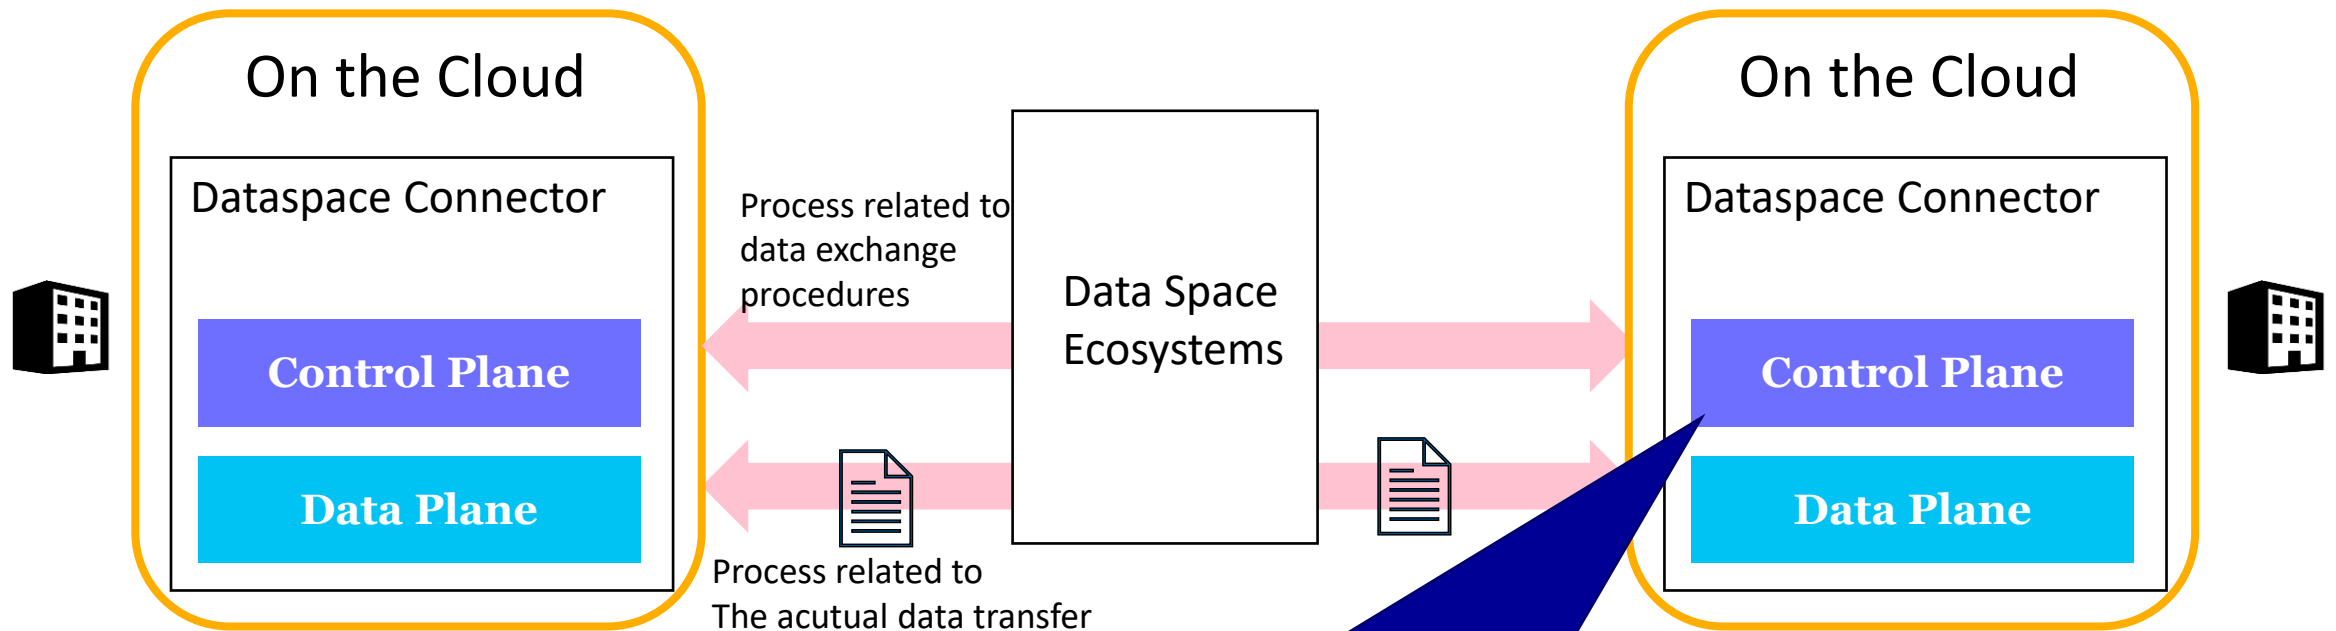 On the Cloud
Dataspace Connector
Control Plane
Data Plane
Process related to
data exchange
procedures
Process related to
The acutual data transfer
Data Space
Ecosystems
On the Cloud
Dataspace Connector
Control Plane
Data Plane